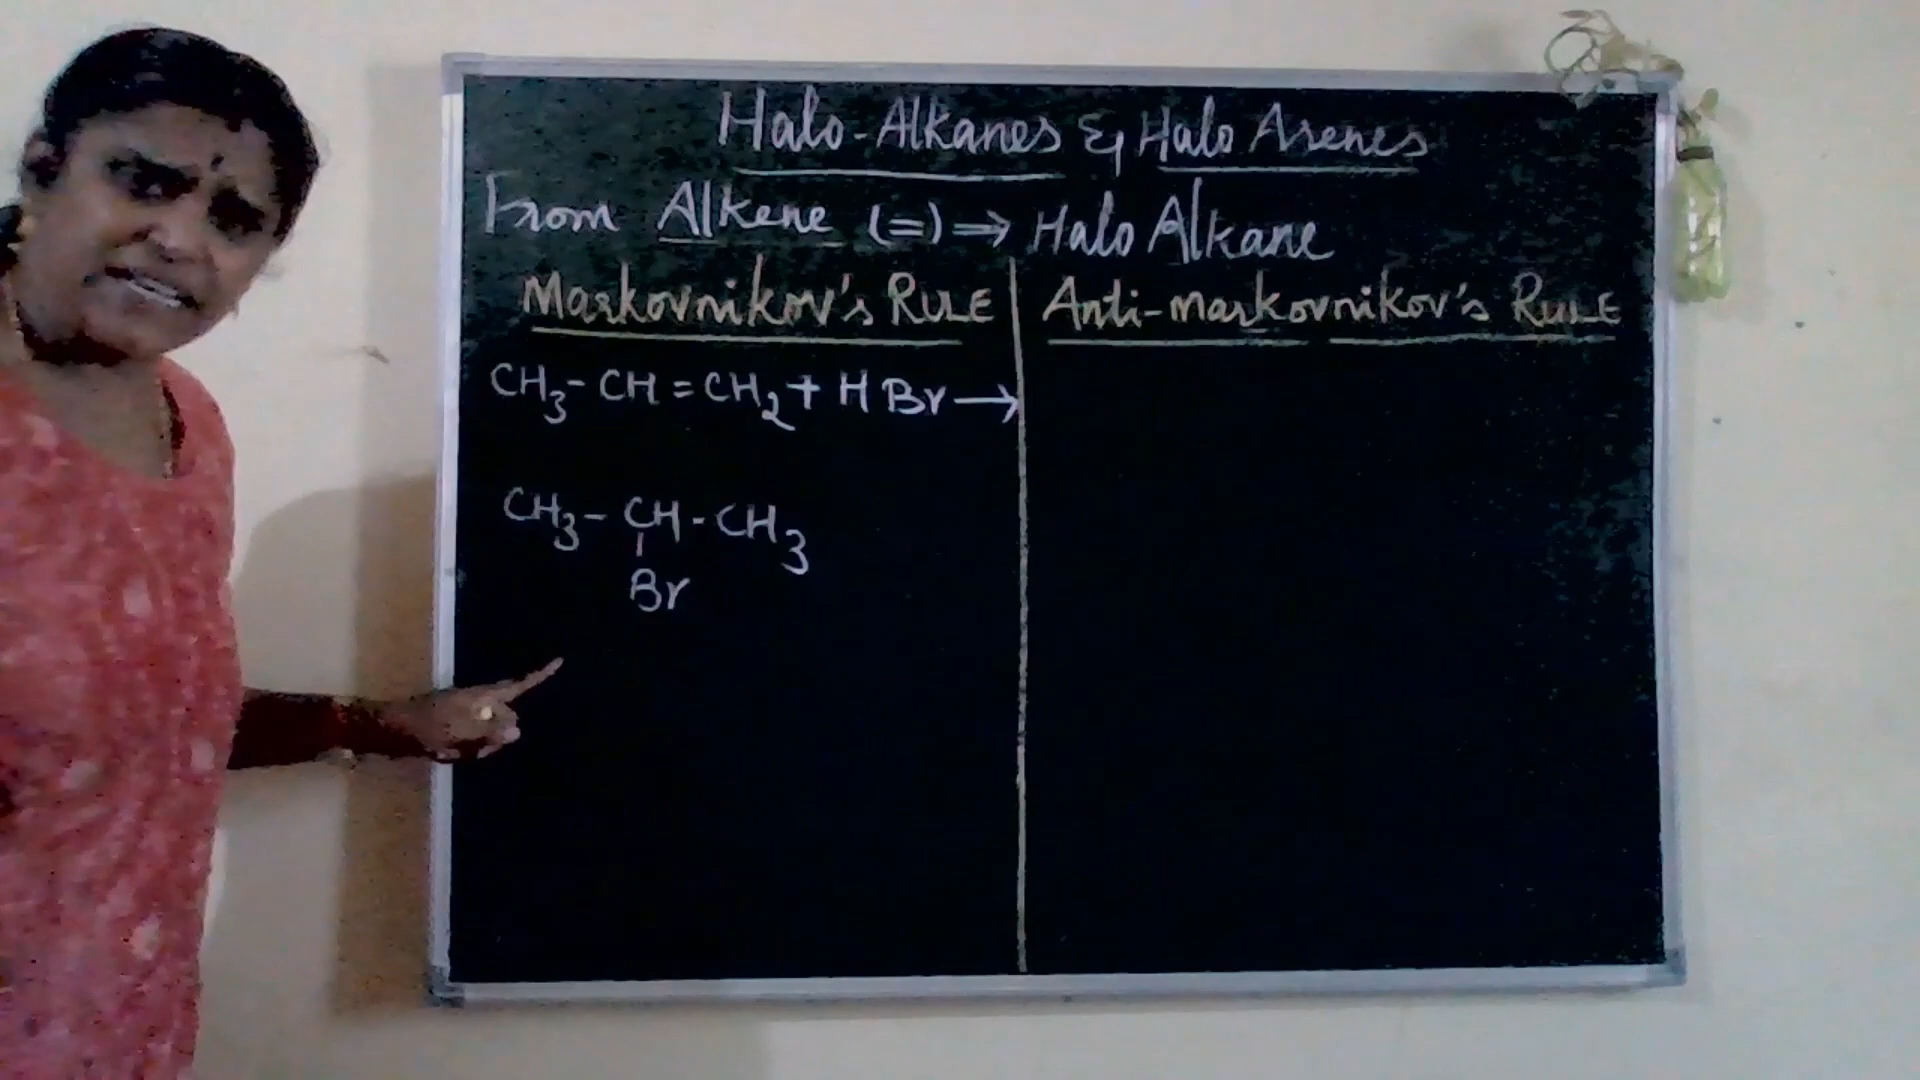 Halo-Alkanes & Halo Arenes
From Alkene (=) ⇒ Halo Alkane
Markovnikov's RULE
Anti-markovnikov's RULE
CH₃-CH=CH₂+HBr→
CH₃-CH-CH₃
Br